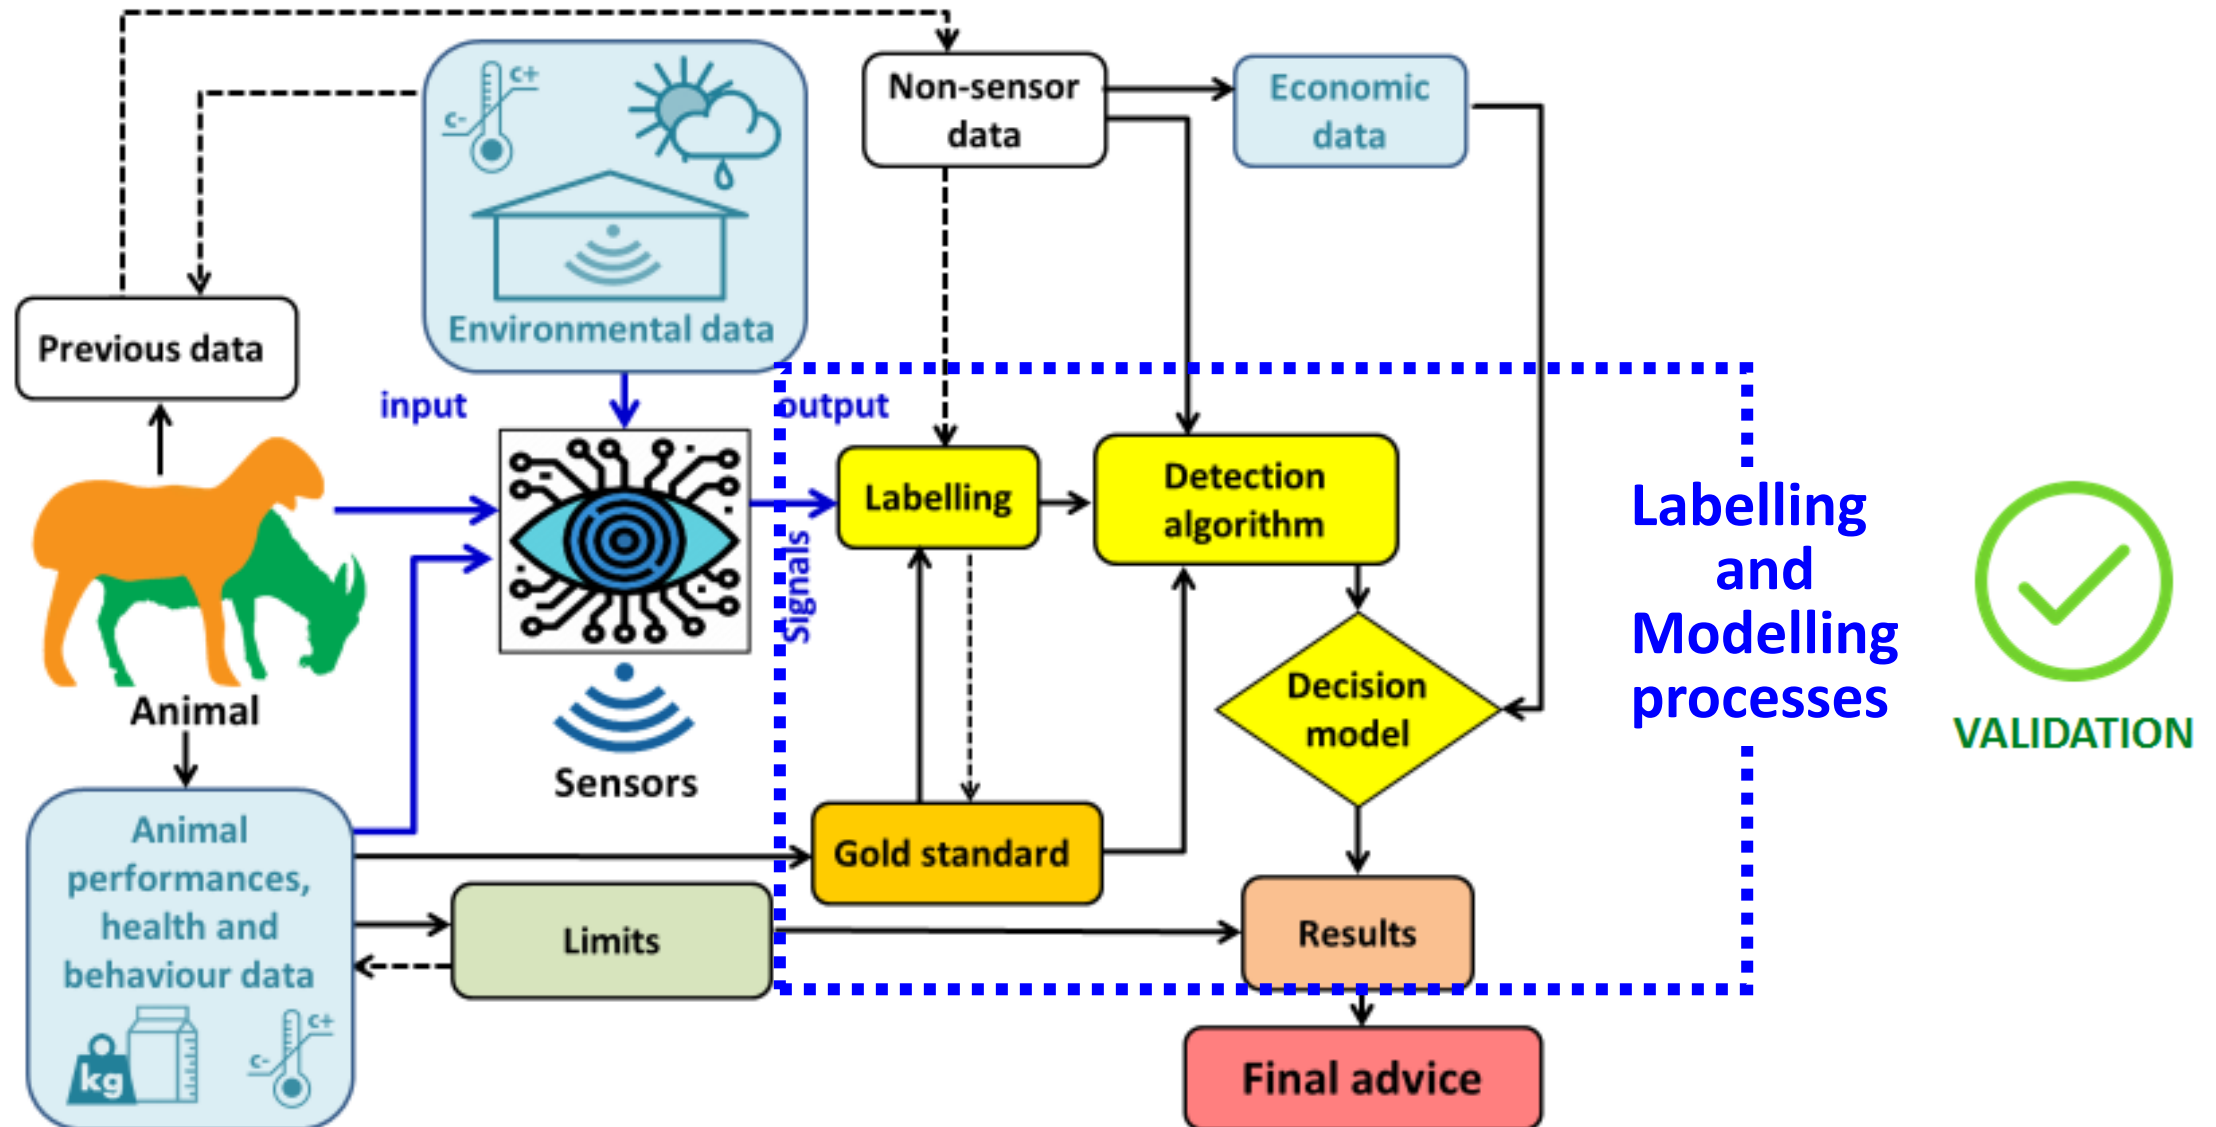 c+
c-
Environmental data
Non-sensor
data
Economic
data
Previous data
input
output
Signals
Labelling
Detection
algorithm
Decision
model
Labelling
and
Modelling
processes
VALIDATION
Animal
Sensors
Animal
performances,
health and
behaviour data
kg
c+
c-
Gold standard
Limits
Results
Final advice